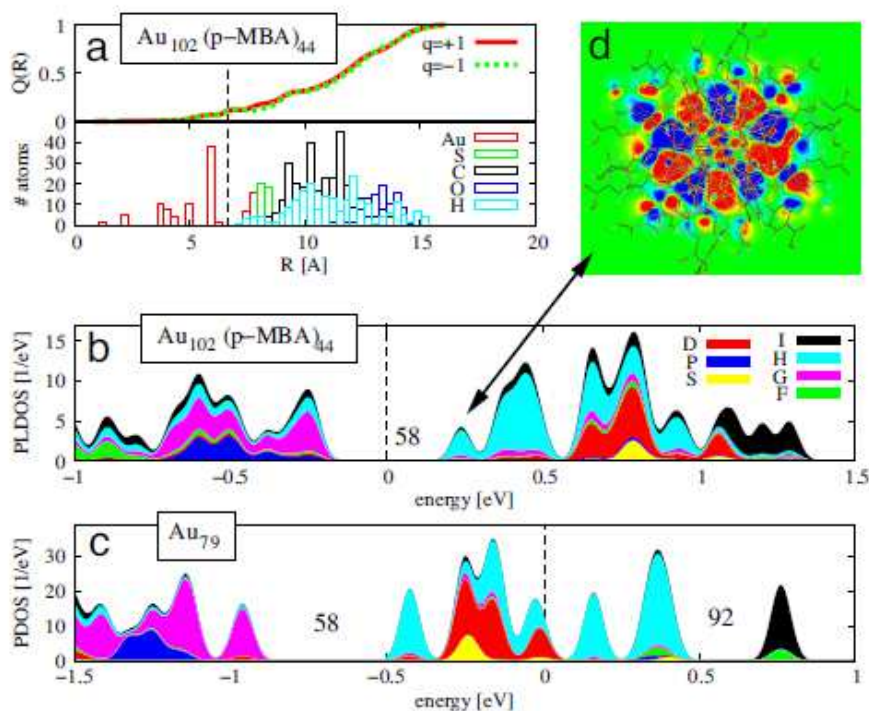 a
Au102(p−MBA)44
q=+1
q=−1
1
0.5
0
Q(R)
Au
S
C
O
H
40
30
20
10
0
# atoms
0 5 10 15 20
R [A]
d
b
Au102(p−MBA)44
D
P
S
I
H
G
F
15
10
5
0
PLDOS [1/eV]
58
−1 −0.5 0 0.5 1 1.5
energy [eV]
c
Au79
30
20
10
0
PDOS [1/eV]
58
92
−1.5 −1 −0.5 0 0.5 1
energy [eV]